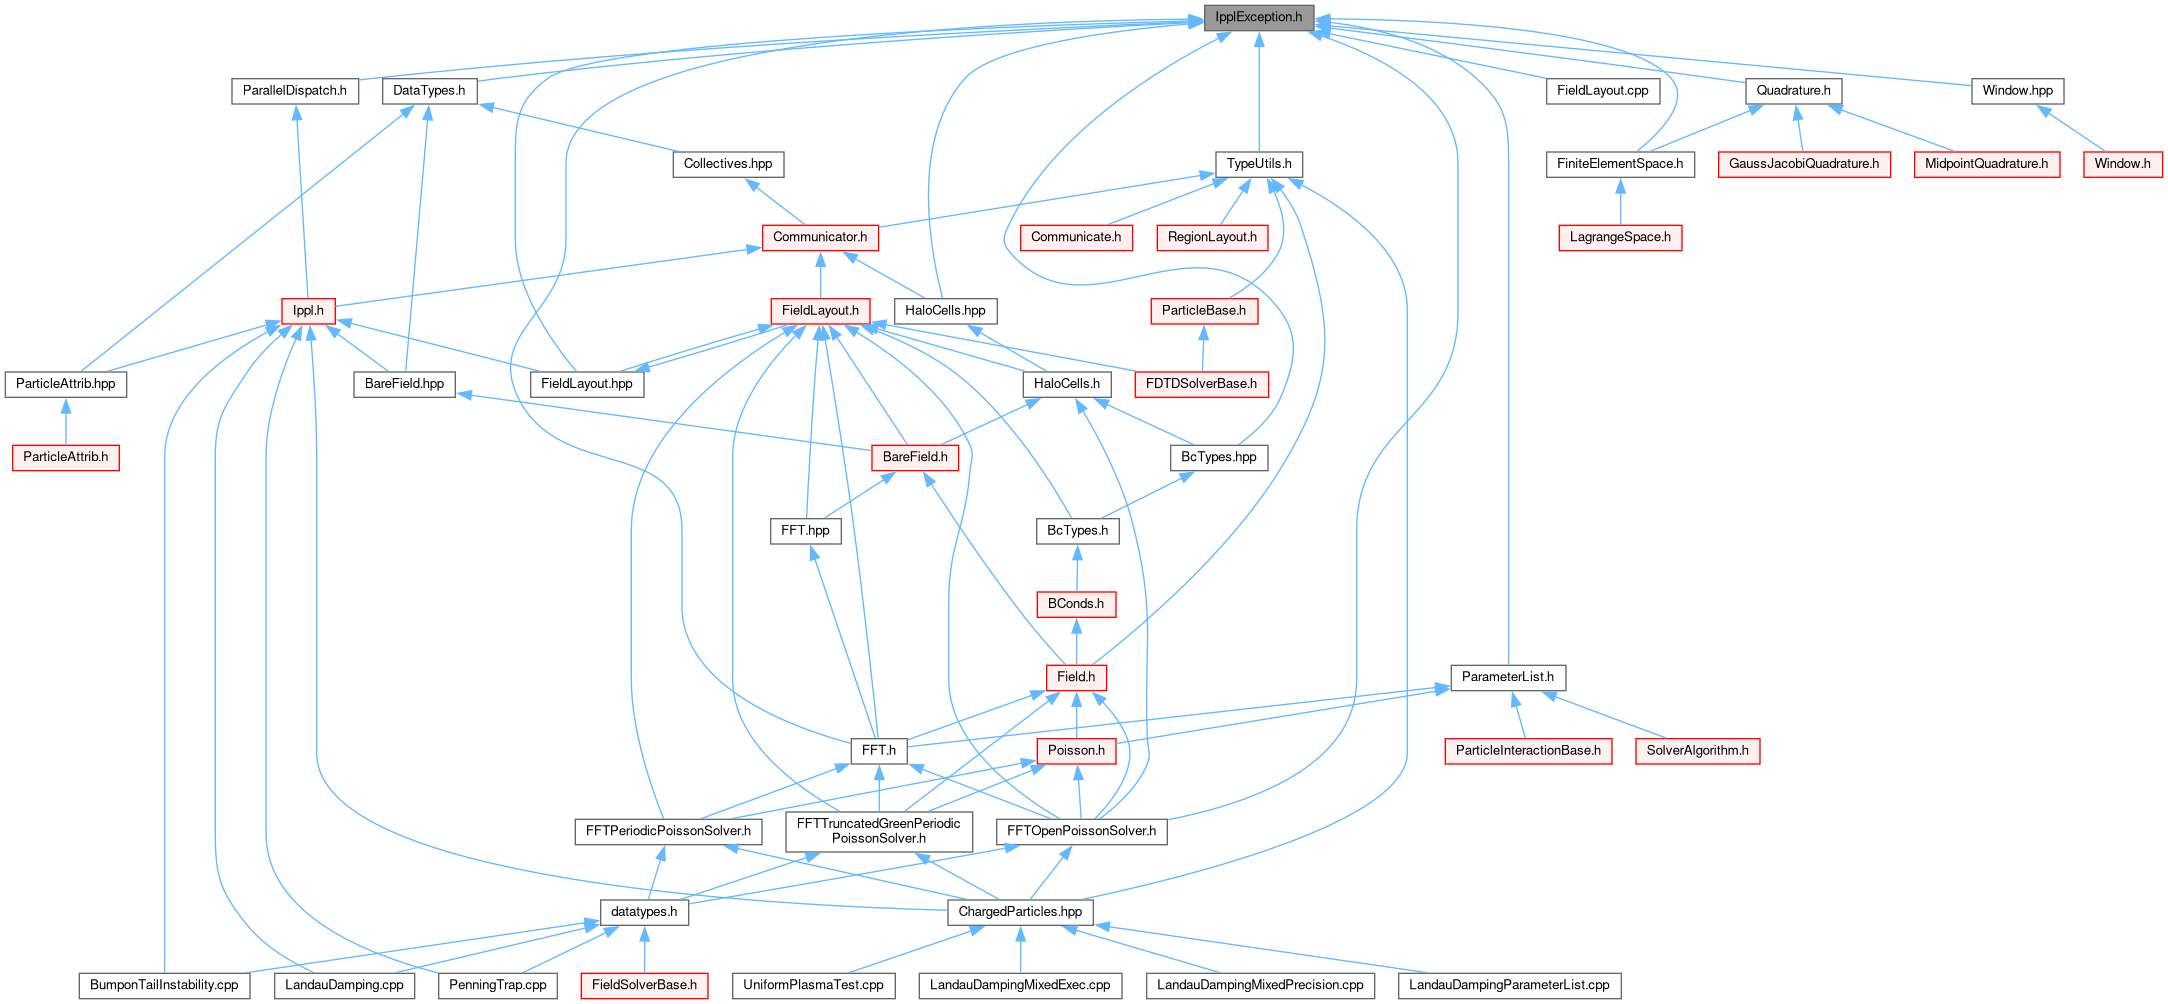 IpplException.h
ParallelDispatch.h
DataTypes.h
FieldLayout.cpp
Quadrature.h
Window.hpp
Collectives.hpp
TypeUtils.h
FiniteElementSpace.h
GaussJacobiQuadrature.h
MidpointQuadrature.h
Window.h
Communicator.h
Communicate.h
RegionLayout.h
LagrangeSpace.h
Ippl.h
FieldLayout.h
HaloCells.hpp
ParticleBase.h
ParticleAttrib.hpp
BareField.hpp
FieldLayout.hpp
HaloCells.h
FDTDSolverBase.h
ParticleAttrib.h
BareField.h
BcTypes.hpp
FFT.hpp
BcTypes.h
BConds.h
Field.h
ParameterList.h
FFT.h
Poisson.h
ParticleInteractionBase.h
SolverAlgorithm.h
FFTPeriodicPoissonSolver.h
FFTTruncatedGreenPeriodic
PoissonSolver.h
FFTOpenPoissonSolver.h
datatypes.h
ChargedParticles.hpp
BumponTailInstability.cpp
LandauDamping.cpp
PenningTrap.cpp
FieldSolverBase.h
UniformPlasmaTest.cpp
LandauDampingMixedExec.cpp
LandauDampingMixedPrecision.cpp
LandauDampingParameterList.cpp